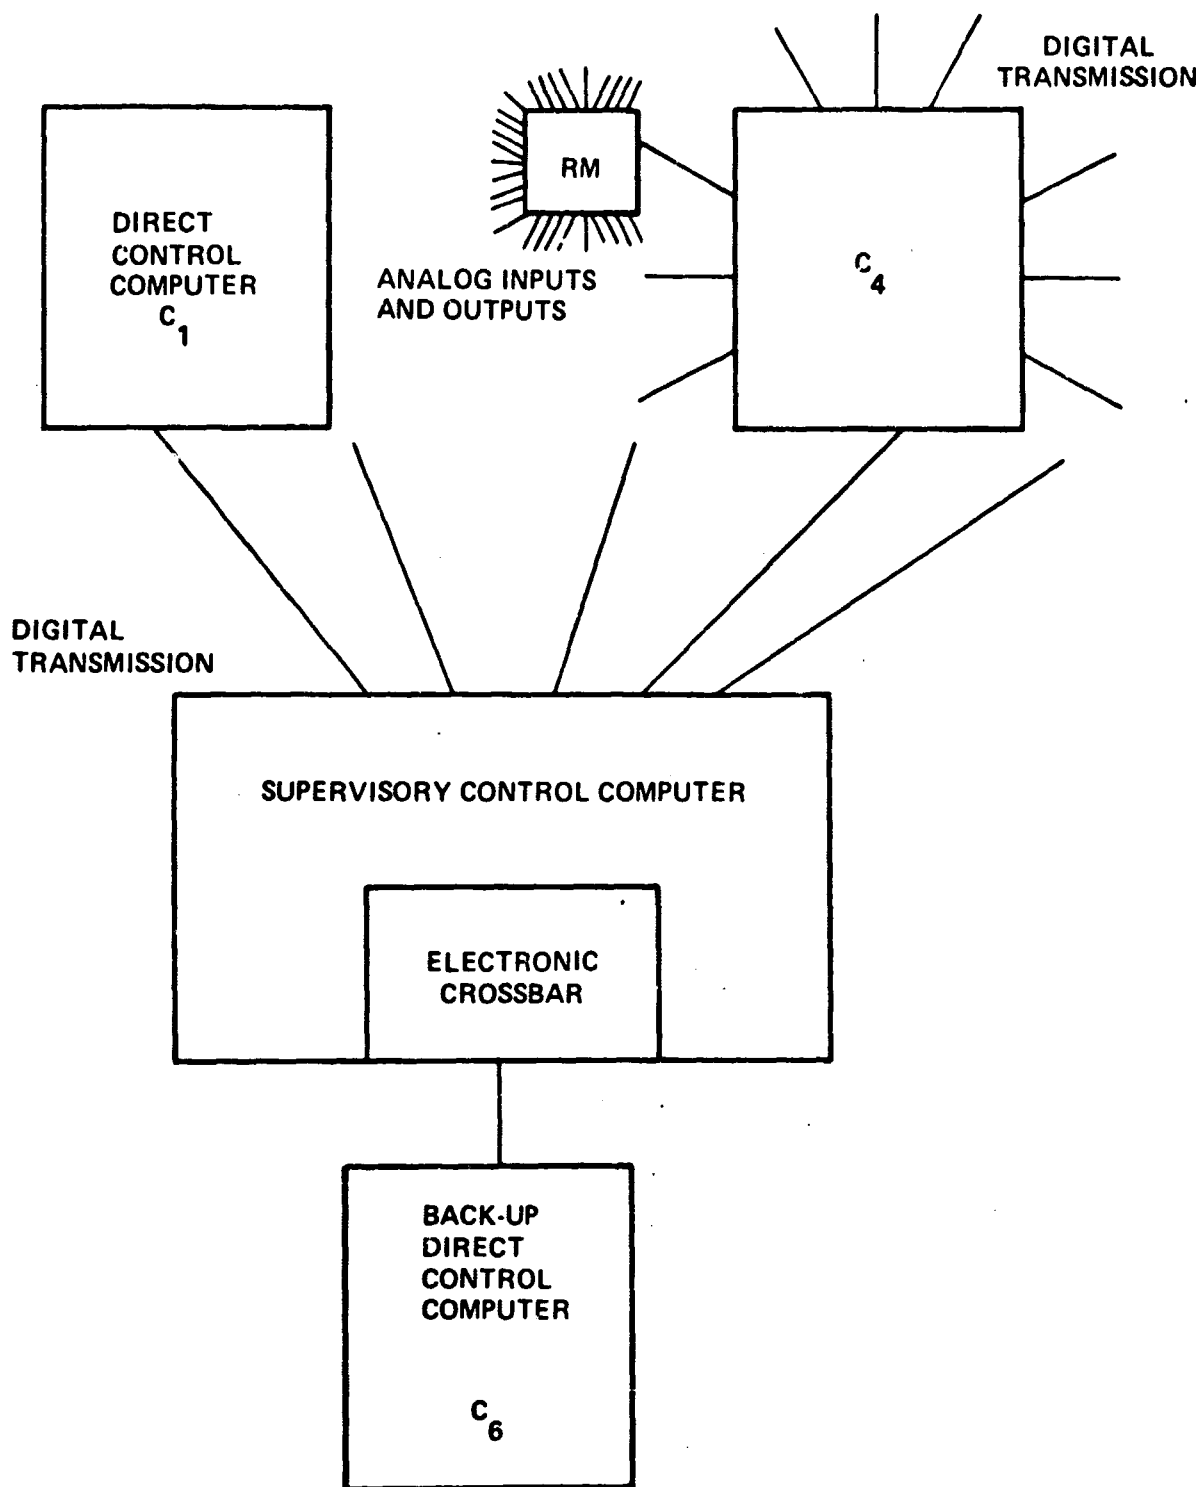 DIGITAL
TRANSMISSION
RM
DIRECT
CONTROL
COMPUTER
C1
ANALOG INPUTS
AND OUTPUTS
C4
DIGITAL
TRANSMISSION
SUPERVISORY CONTROL COMPUTER
ELECTRONIC
CROSSBAR
BACK-UP
DIRECT
CONTROL
COMPUTER
C6